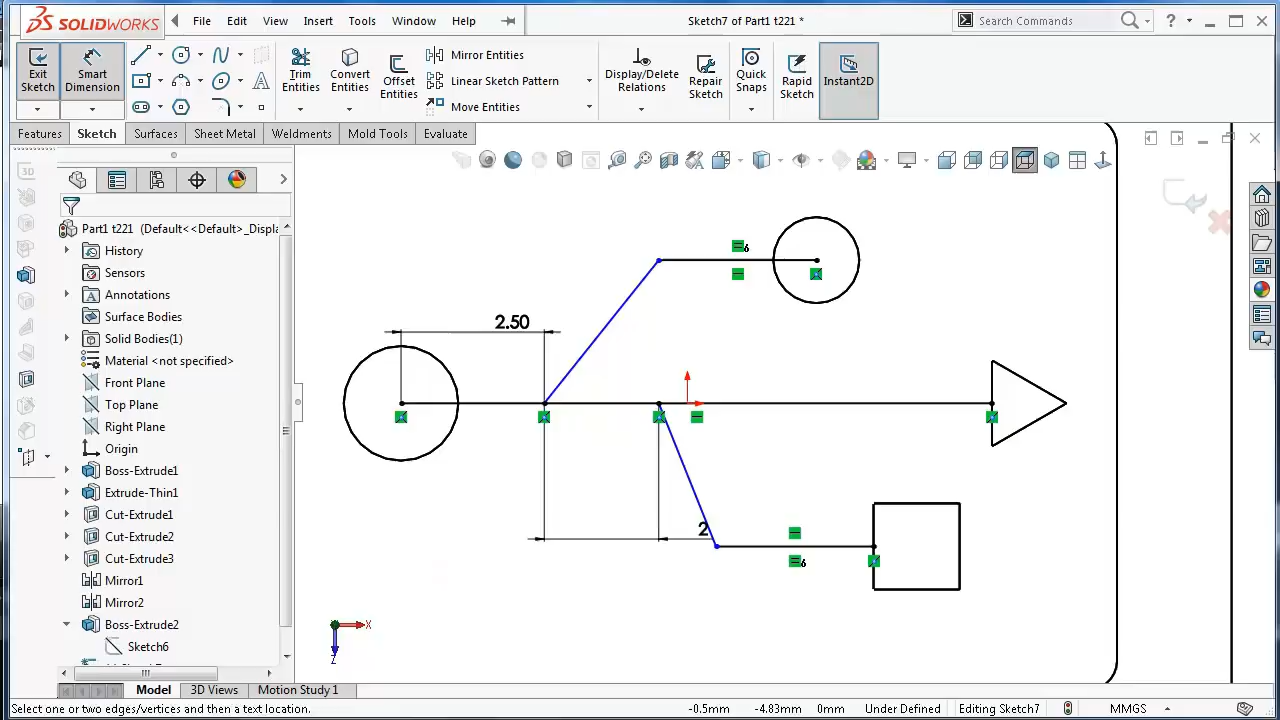 SOLIDWORKS File Edit View Insert Tools Window Help Sketch7 of Part1 t221 * Search Commands ?
Exit Sketch Smart Dimension Trim Entities Convert Entities Offset Entities Mirror Entities Linear Sketch Pattern Move Entities Display/Delete Relations Repair Sketch Quick Snaps Rapid Sketch Instant2D
Features Sketch Surfaces Sheet Metal Weldments Mold Tools Evaluate
Part1 t221 (Default<<Default>_Displa
History
Sensors
Annotations
Surface Bodies
Solid Bodies(1)
Material <not specified>
Front Plane
Top Plane
Right Plane
Origin
Boss-Extrude1
Extrude-Thin1
Cut-Extrude1
Cut-Extrude2
Cut-Extrude3
Mirror1
Mirror2
Boss-Extrude2
Sketch6
6
2.50
2
6
X
Z
Model 3D Views Motion Study 1
Select one or two edges/vertices and then a text location. -0.5mm -4.83mm 0mm Under Defined Editing Sketch7 MMGS